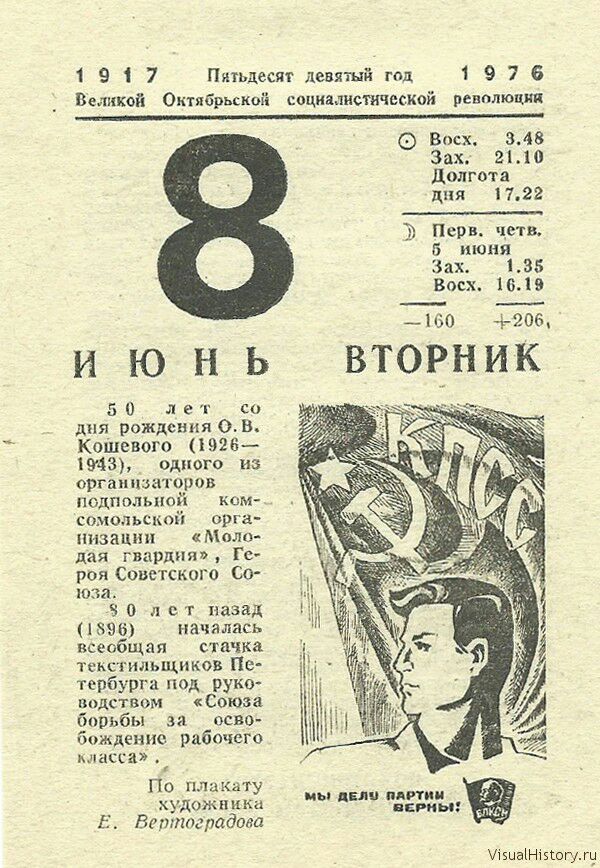 1917 Пятьдесят девятый год 1976
Великой Октябрьской социалистической революции
8
Восх. 3.48
Зах. 21.10
Долгота
дня 17.22
Перв. четв.
5 июня
Зах. 1.35
Восх. 16.19
—160 +206
ИЮНЬ ВТОРНИК
50 лет со
дня рождения О. В.
Кошевого (1926—
1943), одного из
организаторов
подпольной ком-
сомольской орга-
низации «Моло-
дая гвардия», Ге-
роя Советского Со-
юза.
80 лет назад
(1896) началась
всеобщая стачка
текстильщиков Пе-
тербурга под руко-
водством «Союза
борьбы за осво-
бождение рабочего
класса».
По плакату
художника
Е. Вертоградова
КПСС
МЫ ДЕЛУ ПАРТИИ
ВЕРНЫ!
ВЛКСМ
VisualHistory.ru